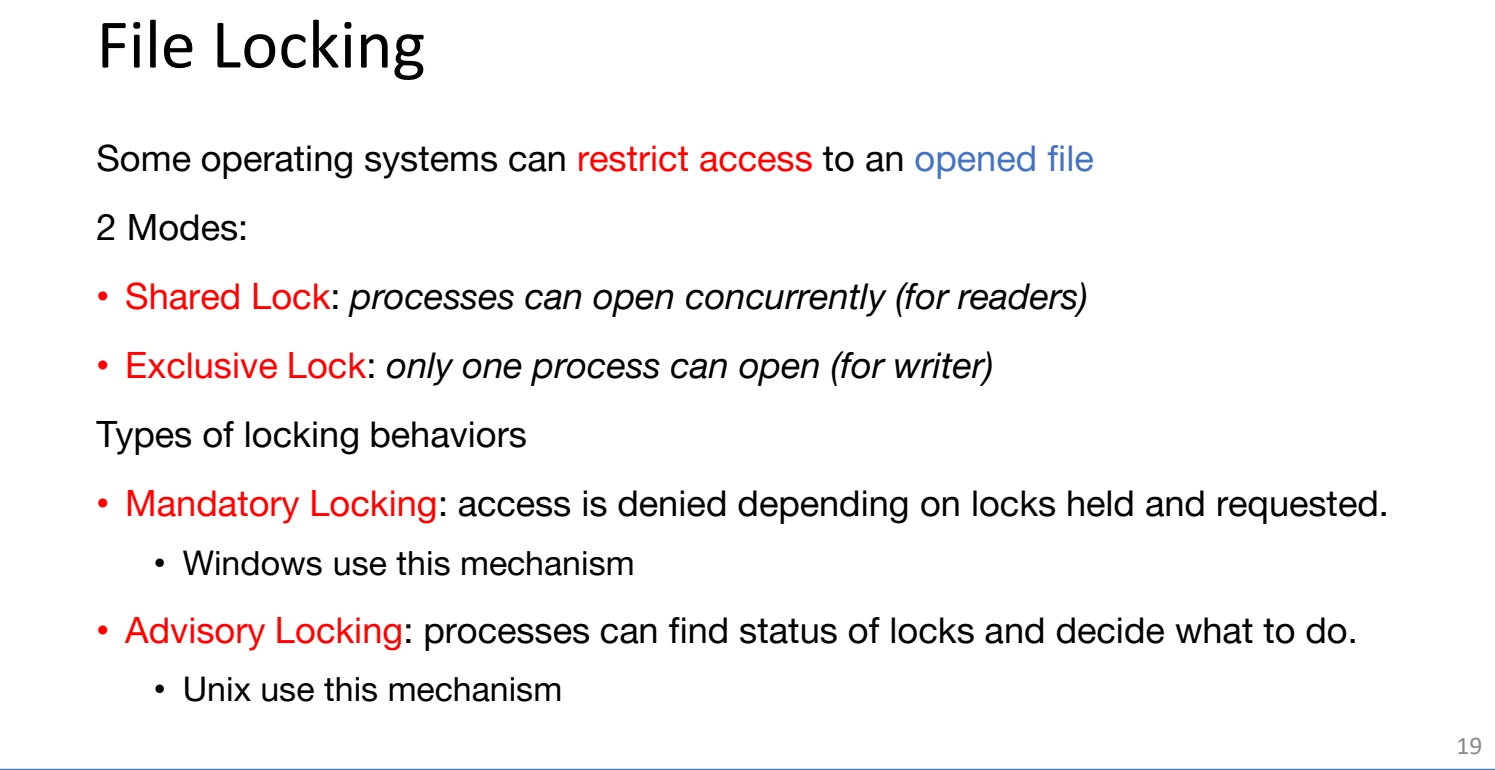 File Locking
Some operating systems can restrict access to an opened file
2 Modes:
• Shared Lock: processes can open concurrently (for readers)
• Exclusive Lock: only one process can open (for writer)
Types of locking behaviors
• Mandatory Locking: access is denied depending on locks held and requested.
• Windows use this mechanism
• Advisory Locking: processes can find status of locks and decide what to do.
• Unix use this mechanism
19